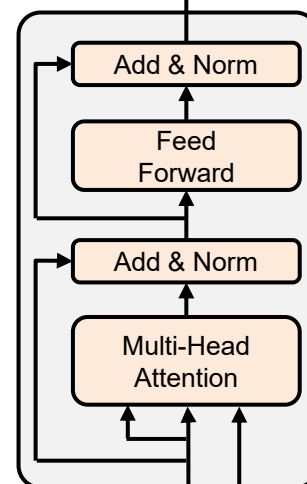 Add & Norm
Feed
Forward
Add & Norm
Multi-Head
Attention